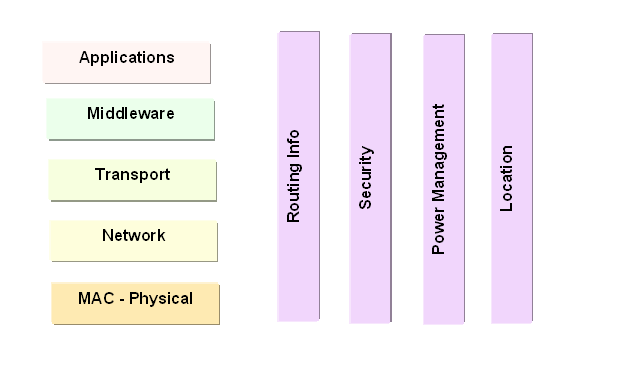 Applications
Middleware
Transport
Network
MAC - Physical
Routing Info
Security
Power Management
Location